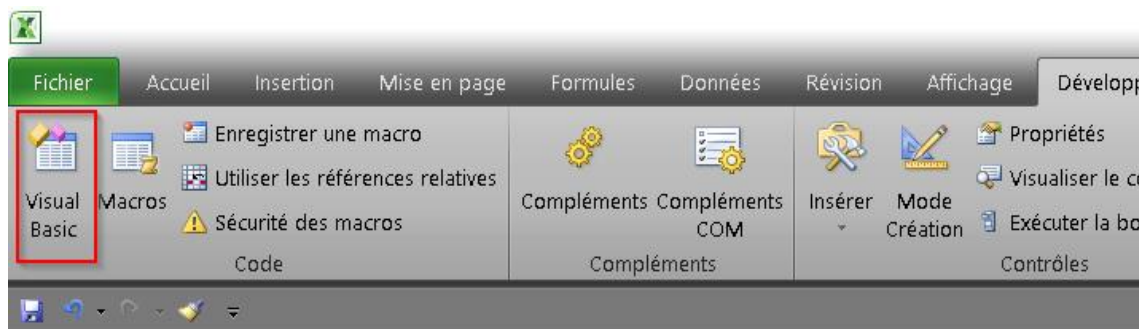 Fichier Accueil Insertion Mise en page Formules Données Révision Affichage Développ
Enregistrer une macro Propriétés
Utiliser les références relatives Visualiser le c
Visual Macros Compléments Compléments Insérer Mode
Basic Sécurité des macros COM Création Exécuter la bo
Code Compléments Contrôles